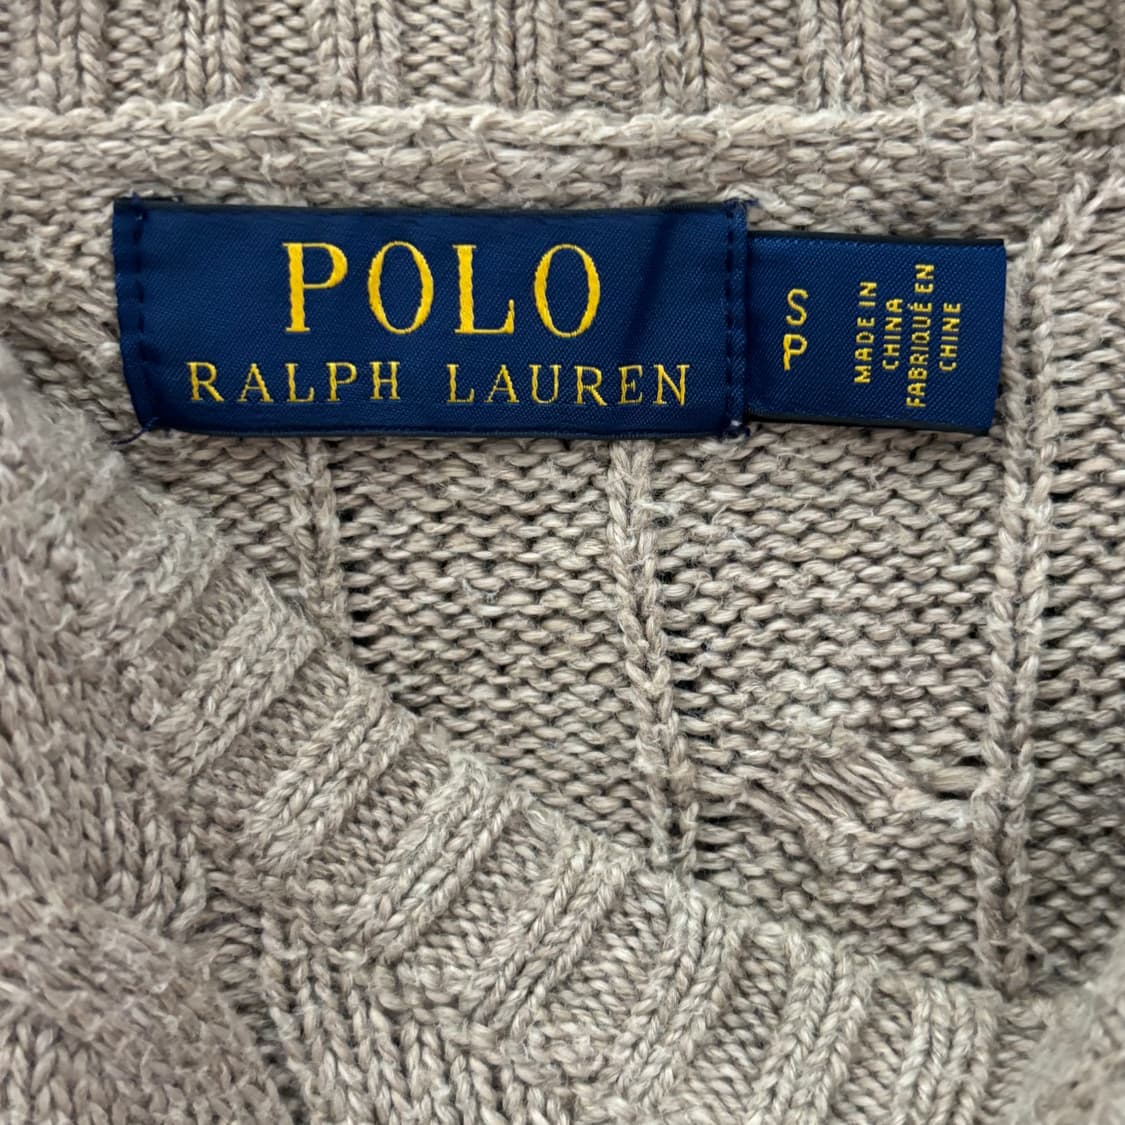 POLO
RALPH LAUREN
S
P
MADE IN
CHINA
FABRIQUÉ EN
CHINE